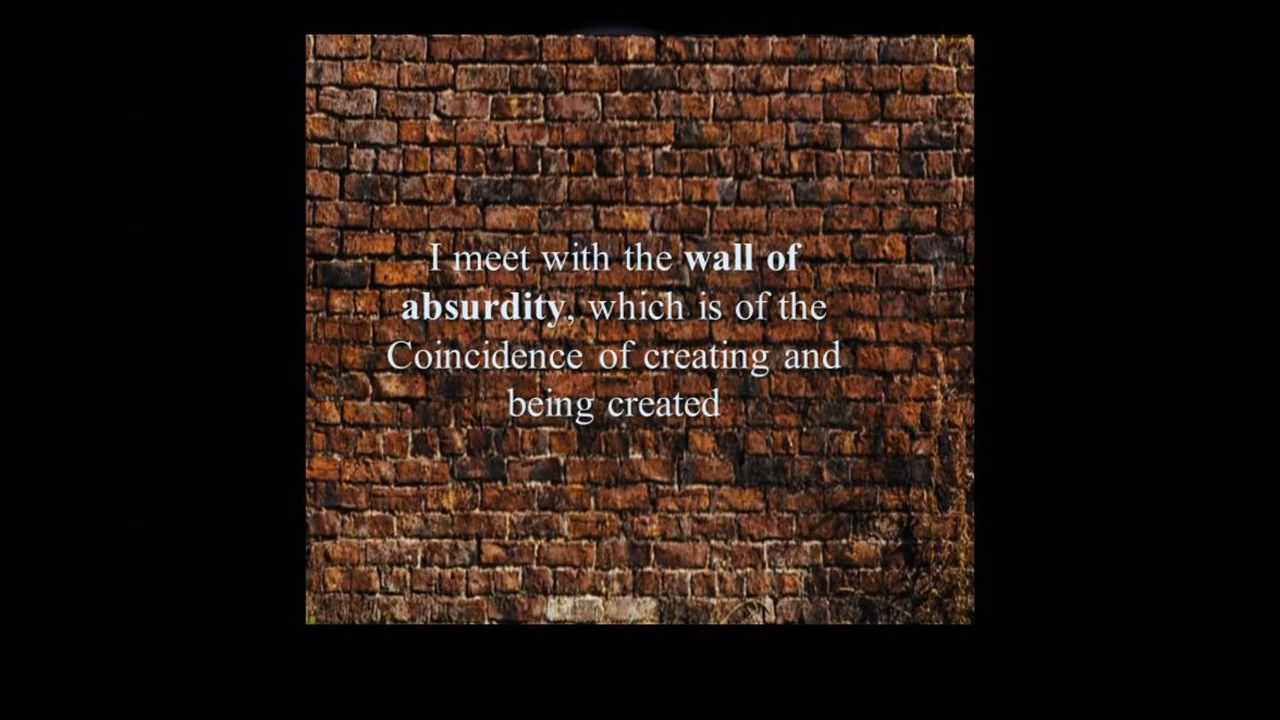 I meet with the wall of
absurdity, which is of the
Coincidence of creating and
being created